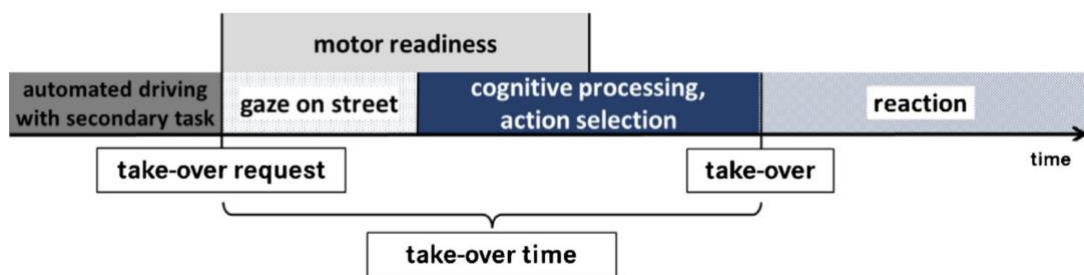 motor readiness
automated driving
with secondary task
gaze on street
cognitive processing,
action selection
reaction
time
take-over request
take-over
take-over time